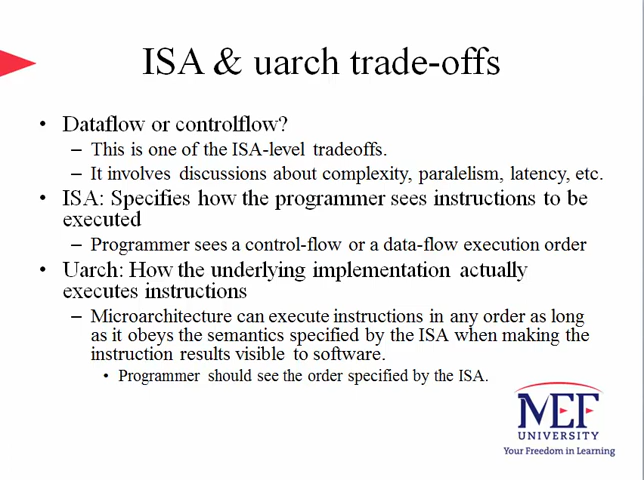 ISA & uarch trade-offs
• Dataflow or controlflow?
– This is one of the ISA-level tradeoffs.
– It involves discussions about complexity, paralelism, latency, etc.
• ISA: Specifies how the programmer sees instructions to be
executed
– Programmer sees a control-flow or a data-flow execution order
• Uarch: How the underlying implementation actually
executes instructions
– Microarchitecture can execute instructions in any order as long
as it obeys the semantics specified by the ISA when making the
instruction results visible to software.
• Programmer should see the order specified by the ISA.
MEF
UNIVERSITY
Your Freedom in Learning